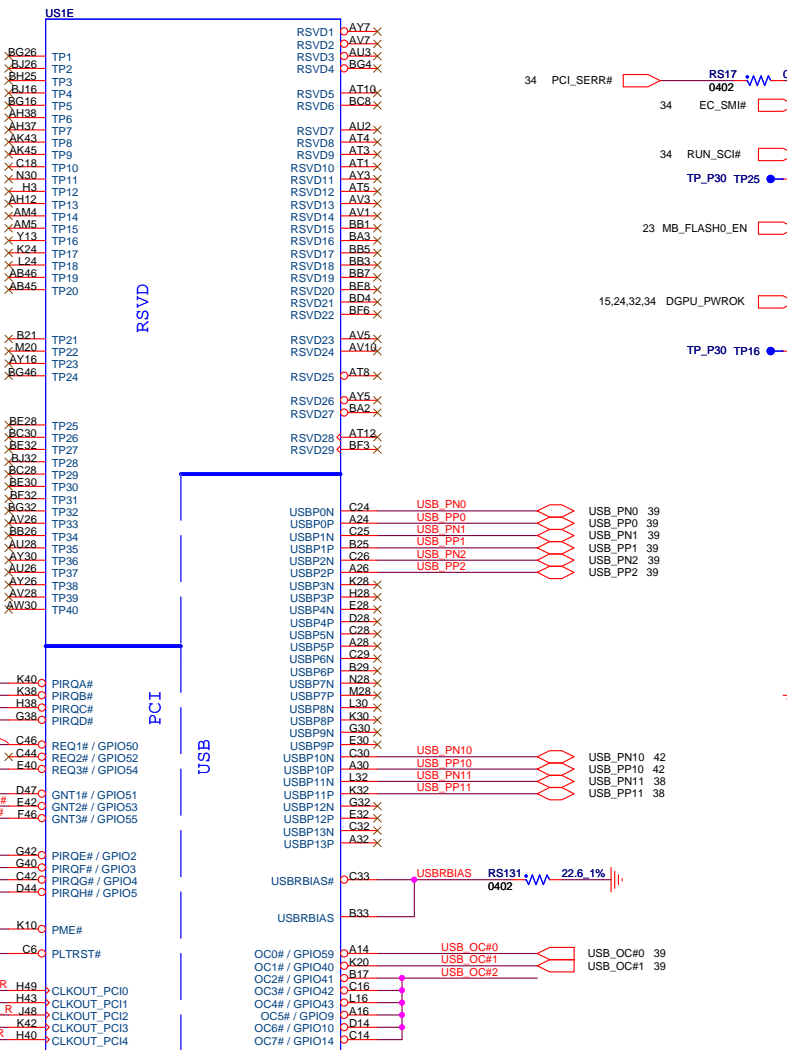 US1E
BG26 TP1
BJ26 TP2
BH25 TP3
BJ16 TP4
BG16 TP5
AH38 TP6
AH37 TP7
AK43 TP8
AK45 TP9
C18 TP10
N30 TP11
H3 TP12
AH12 TP13
AM4 TP14
AM5 TP15
Y13 TP16
K24 TP17
L24 TP18
AB46 TP19
AB45 TP20
B21 TP21
M20 TP22
AY16 TP23
BG46 TP24
BE28 TP25
BC30 TP26
BE32 TP27
BJ32 TP28
BC28 TP29
BE30 TP30
BF32 TP31
BG32 TP32
AV26 TP33
BB26 TP34
AU28 TP35
AY30 TP36
AU26 TP37
AY26 TP38
AV28 TP39
AW30 TP40
RSVD
RSVD1 AY7
RSVD2 AV7
RSVD3 AU3
RSVD4 BG4
RSVD5 AT10
RSVD6 BC8
RSVD7 AU2
RSVD8 AT4
RSVD9 AT3
RSVD10 AT1
RSVD11 AY3
RSVD12 AT5
RSVD13 AV3
RSVD14 AV1
RSVD15 BB1
RSVD16 BA3
RSVD17 BB5
RSVD18 BB3
RSVD19 BB7
RSVD20 BE8
RSVD21 BD4
RSVD22 BF6
RSVD23 AV5
RSVD24 AV10
RSVD25 AT8
RSVD26 AY5
RSVD27 BA2
RSVD28 AT12
RSVD29 BF3
34 PCI_SERR# RS17 0
0402
34 EC_SMI#
34 RUN_SCI#
TP_P30 TP25
23 MB_FLASH0_EN
15,24,32,34 DGPU_PWROK
TP_P30 TP16
K40 PIRQA#
K38 PIRQB#
H38 PIRQC#
G38 PIRQD#
C46 REQ1# / GPIO50
C44 REQ2# / GPIO52
E40 REQ3# / GPIO54
D47 GNT1# / GPIO51
# E42 GNT2# / GPIO53
# F46 GNT3# / GPIO55
G42 PIRQE# / GPIO2
G40 PIRQF# / GPIO3
C42 PIRQG# / GPIO4
D44 PIRQH# / GPIO5
K10 PME#
C6 PLTRST#
R H49 CLKOUT_PCI0
H43 CLKOUT_PCI1
R J48 CLKOUT_PCI2
K42 CLKOUT_PCI3
R H40 CLKOUT_PCI4
PCI
USB
USBP0N C24 USB_PN0 USB_PN0 39
USBP0P A24 USB_PP0 USB_PP0 39
USBP1N C25 USB_PN1 USB_PN1 39
USBP1P B25 USB_PP1 USB_PP1 39
USBP2N C26 USB_PN2 USB_PN2 39
USBP2P A26 USB_PP2 USB_PP2 39
USBP3N K28
USBP3P H28
USBP4N E28
USBP4P D28
USBP5N C28
USBP5P A28
USBP6N C29
USBP6P B29
USBP7N N28
USBP7P M28
USBP8N L30
USBP8P K30
USBP9N G30
USBP9P E30
USBP10N C30 USB_PN10 USB_PN10 42
USBP10P A30 USB_PP10 USB_PP10 42
USBP11N L32 USB_PN11 USB_PN11 38
USBP11P K32 USB_PP11 USB_PP11 38
USBP12N G32
USBP12P E32
USBP13N C32
USBP13P A32
USBRBIAS# C33 USBRBIAS RS131 22.6_1%
0402
USBRBIAS B33
OC0# / GPIO59 A14 USB_OC#0 USB_OC#0 39
OC1# / GPIO40 K20 USB_OC#1 USB_OC#1 39
OC2# / GPIO41 B17 USB_OC#2
OC3# / GPIO42 C16
OC4# / GPIO43 L16
OC5# / GPIO9 A16
OC6# / GPIO10 D14
OC7# / GPIO14 C14